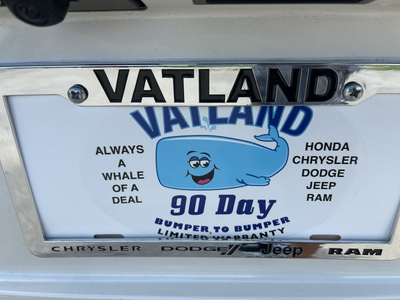 VATLAND
VATLAND
ALWAYS
A
WHALE
OF A
DEAL
HONDA
CHRYSLER
DODGE
JEEP
RAM
90 Day
BUMPER TO BUMPER
LIMITED WARRANTY
CHRYSLER DODGE Jeep RAM